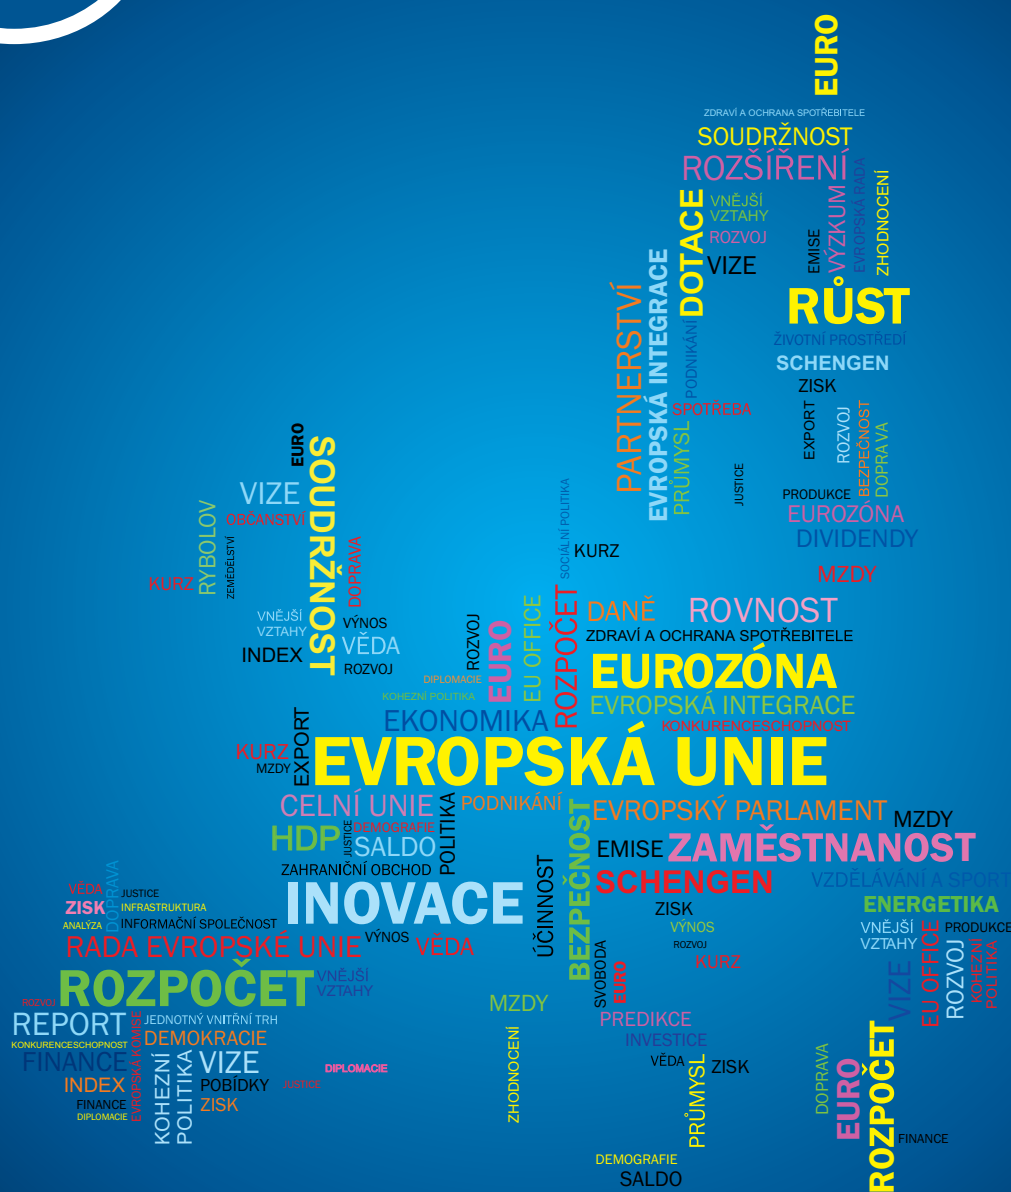 EURO
ZDRAVÍ A OCHRANA SPOTŘEBITELE
SOUDRŽNOST
ROZŠÍŘENÍ
DOTACE
VNĚJŠÍ
VZTAHY
ROZVOJ
VIZE
EMISE
VÝZKUM
EVROPSKÁ RADA
ZHODNOCENÍ
RŮST
ŽIVOTNÍ PROSTŘEDÍ
SCHENGEN
ZISK
PARTNERSTVÍ
EVROPSKÁ INTEGRACE
PODNIKÁNÍ
SPOTŘEBA
PRŮMYSL
JUSTICE
EXPORT
ROZVOJ
BEZPEČNOST
DOPRAVA
PRODUKCE
EUROZÓNA
DIVIDENDY
MZDY
EURO
SOUDRŽNOST
VIZE
OBČANSTVÍ
RYBOLOV
ZEMĚDĚLSTVÍ
KURZ
DOPRAVA
VNĚJŠÍ
VZTAHY
INDEX
VÝNOS
VĚDA
ROZVOJ
SOCIÁLNÍ POLITIKA
KURZ
ROZPOČET
DANĚ
ROVNOST
ZDRAVÍ A OCHRANA SPOTŘEBITELE
EUROZÓNA
EVROPSKÁ INTEGRACE
KONKURENCESCHOPNOST
ROZVOJ
EURO
EU OFFICE
DIPLOMACIE
KOHEZNÍ POLITIKA
EKONOMIKA
KURZ
MZDY
EXPORT
EVROPSKÁ UNIE
CELNÍ UNIE
POLITIKA
PODNIKÁNÍ
HDP
JUSTICE
DEMOGRAFIE
SALDO
ZAHRANIČNÍ OBCHOD
INOVACE
ÚČINNOST
BEZPEČNOST
EVROPSKÝ PARLAMENT
MZDY
EMISE
ZAMĚSTNANOST
SCHENGEN
VZDĚLÁVÁNÍ A SPORT
ZISK
VÝNOS
ROZVOJ
KURZ
ENERGETIKA
VNĚJŠÍ
VZTAHY
EU OFFICE
PRODUKCE
VIZE
ROZVOJ
KOHEZNÍ
POLITIKA
VĚDA
DOPRAVA
JUSTICE
ZISK
INFRASTRUKTURA
ANALÝZA
INFORMAČNÍ SPOLEČNOST
RADA EVROPSKÉ UNIE
VÝNOS
VĚDA
ROZVOJ
ROZPOČET
VNĚJŠÍ
VZTAHY
REPORT
EVROPSKÁ KOMISE
JEDNOTNÝ VNITŘNÍ TRH
KONKURENCESCHOPNOST
DEMOKRACIE
FINANCE
KOHEZNÍ
POLITIKA
VIZE
INDEX
POBÍDKY
JUSTICE
DIPLOMACIE
FINANCE
ZISK
DIPLOMACIE
MZDY
ZHODNOCENÍ
SVOBODA
EURO
PREDIKCE
INVESTICE
VĚDA
PRŮMYSL
ZISK
DEMOGRAFIE
SALDO
DOPRAVA
EURO
ROZPOČET
FINANCE